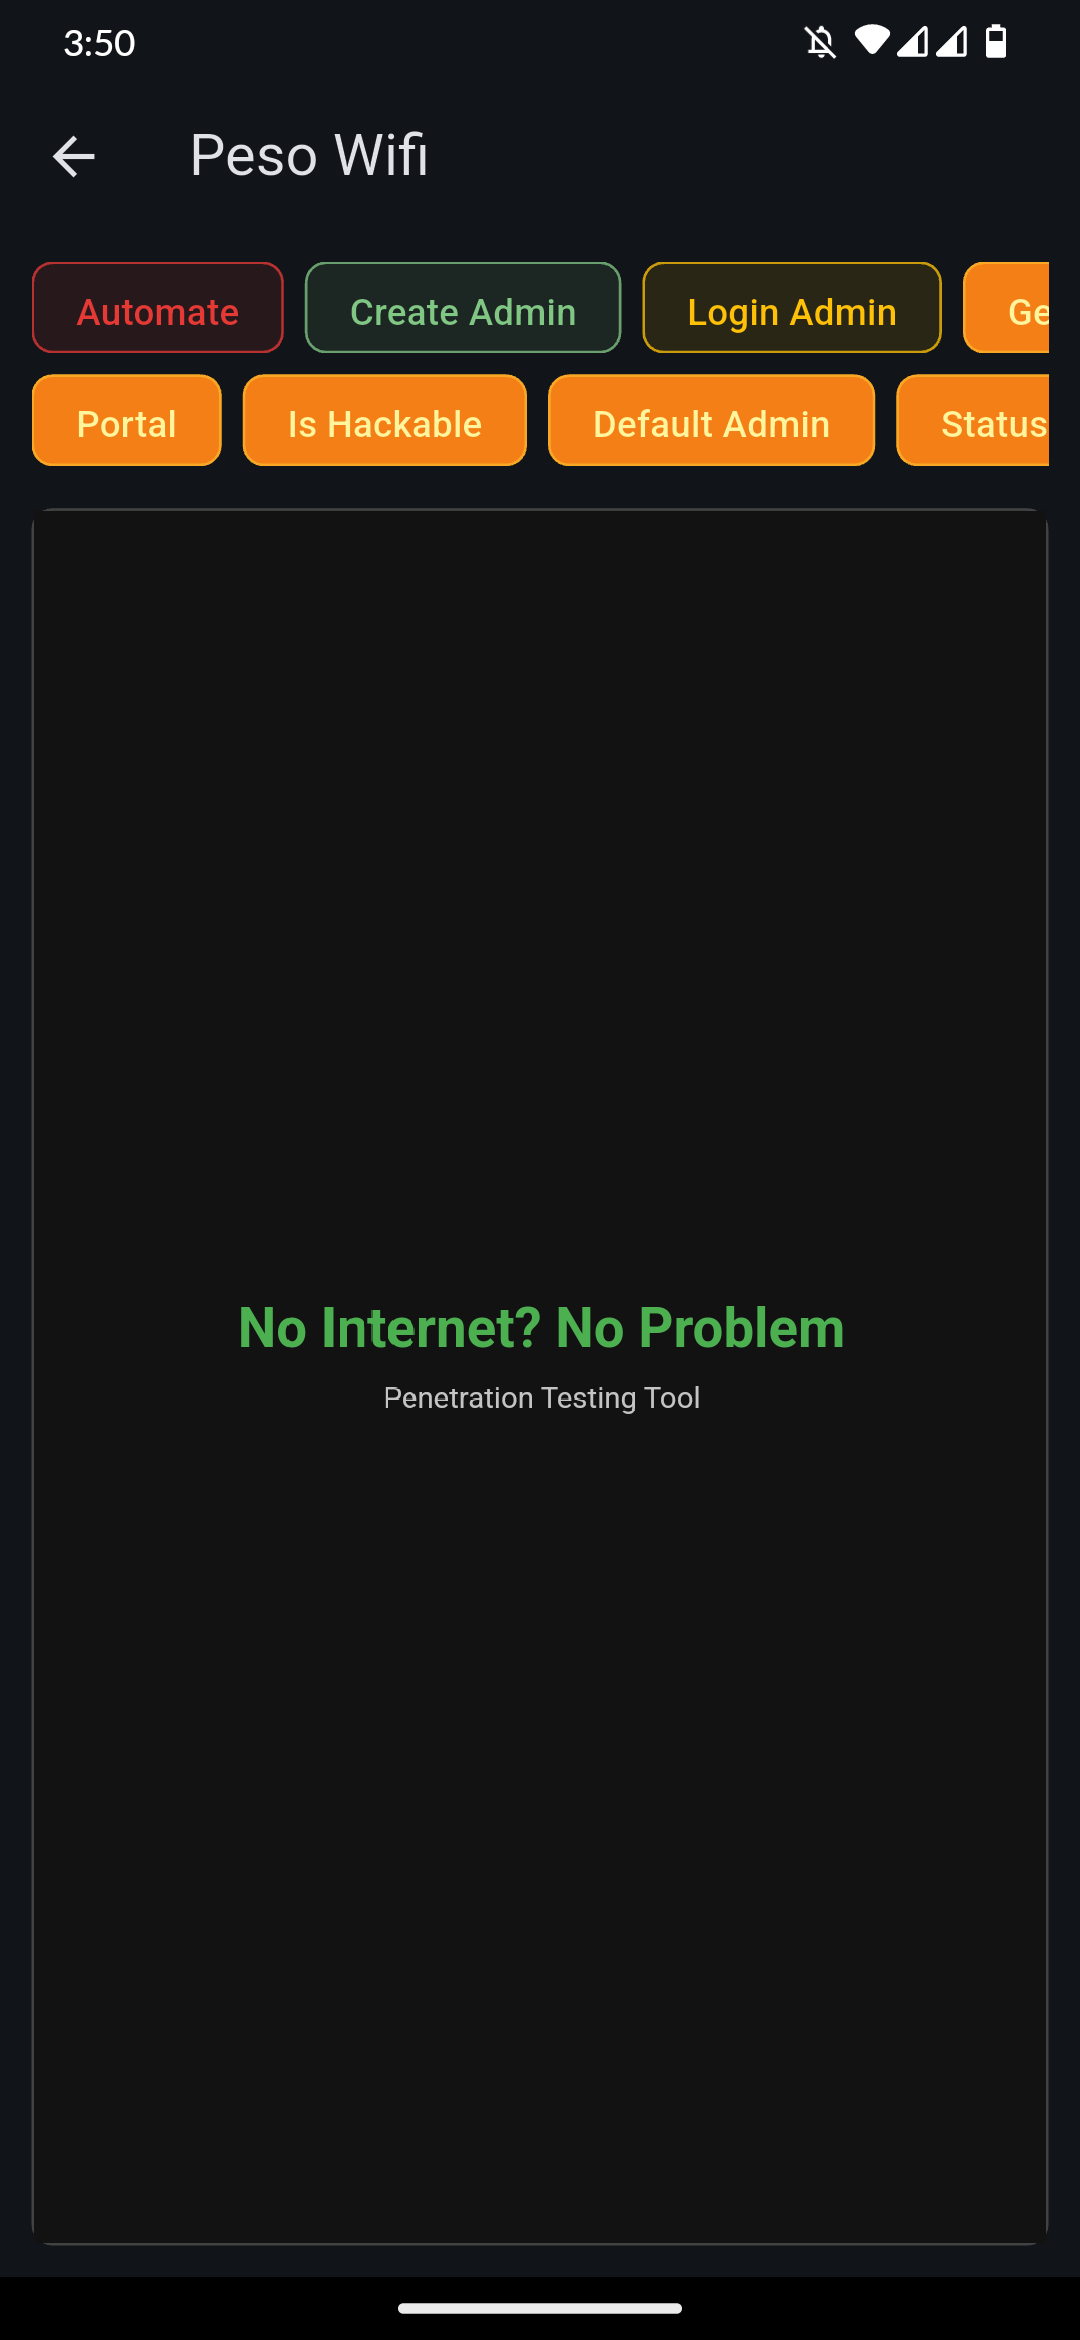 3:50
Peso Wifi
Automate Create Admin Login Admin Ge
Portal Is Hackable Default Admin Status
No Internet? No Problem
Penetration Testing Tool